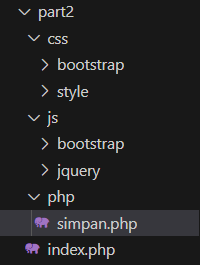 part2
css
bootstrap
style
js
bootstrap
jquery
php
simpan.php
index.php